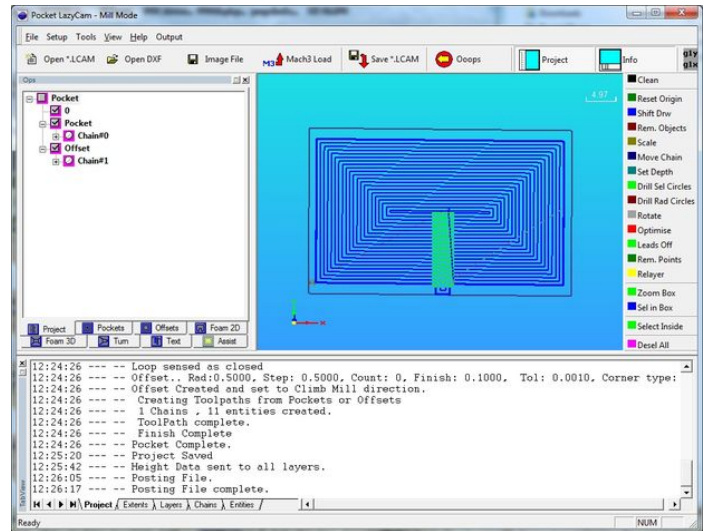 Pocket LazyCam - Mill Mode
File Setup Tools View Help Output
Open *.LCAM Open DXF Image File M3 Mach3 Load Save *.LCAM Ooops Project Info g1y
g1x
Ops
Pocket
0
Pocket
Chain#0
Offset
Chain#1
4.97
Clean
Reset Origin
Shift Drw
Rem. Objects
Scale
Move Chain
Set Depth
Drill Sel Circles
Drill Rad Circles
Rotate
Optimise
Leads Off
Rem. Points
Relayer
Zoom Box
Sel in Box
Select Inside
Desel All
Project Pockets Offsets Foam 2D
Foam 3D Turn Text Assist
12:24:26 --- -- Loop sensed as closed
12:24:26 --- -- Offset.. Rad:0.5000, Step: 0.5000, Count: 0, Finish: 0.1000, Tol: 0.0010, Corner type:
12:24:26 --- -- Offset Created and set to Climb Mill direction.
12:24:26 --- -- Creating Toolpaths from Pockets or Offsets
12:24:26 --- -- 1 Chains , 11 entities created.
12:24:26 --- -- ToolPath complete.
12:24:26 --- -- Finish Complete
12:24:26 --- -- Pocket Complete.
12:25:20 --- -- Project Saved
12:25:42 --- -- Height Data sent to all layers.
12:26:05 --- -- Posting File.
12:26:17 --- -- Posting File complete.
TabView
Project Extents Layers Chains Entities
Ready NUM